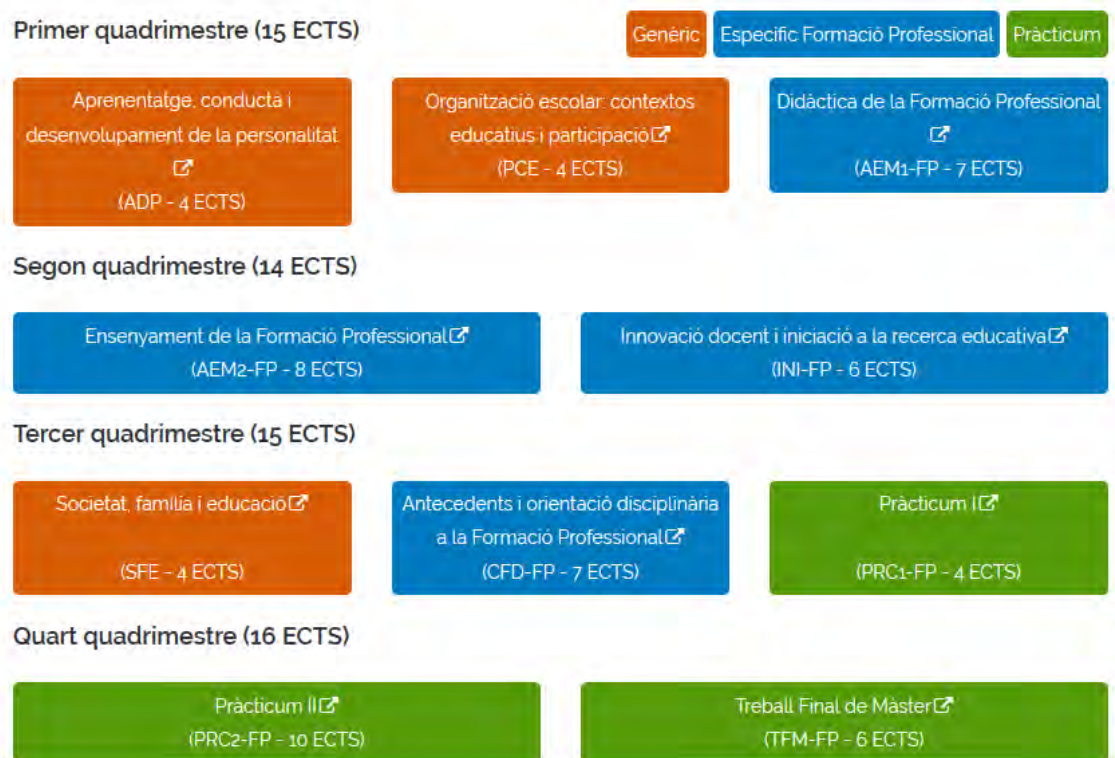 Primer quadrimestre (15 ECTS)
Genèric
Específic Formació Professional
Pràcticum
Aprenentatge, conducta i
desenvolupament de la personalitat
(ADP - 4 ECTS)
Organització escolar: contextos
educatius i participació
(PCE - 4 ECTS)
Didàctica de la Formació Professional
(AEM1-FP - 7 ECTS)
Segon quadrimestre (14 ECTS)
Ensenyament de la Formació Professional
(AEM2-FP - 8 ECTS)
Innovació docent i iniciació a la recerca educativa
(INI-FP - 6 ECTS)
Tercer quadrimestre (15 ECTS)
Societat, família i educació
(SFE - 4 ECTS)
Antecedents i orientació disciplinària
a la Formació Professional
(CFD-FP - 7 ECTS)
Pràcticum I
(PRC1-FP - 4 ECTS)
Quart quadrimestre (16 ECTS)
Pràcticum II
(PRC2-FP - 10 ECTS)
Treball Final de Màster
(TFM-FP - 6 ECTS)